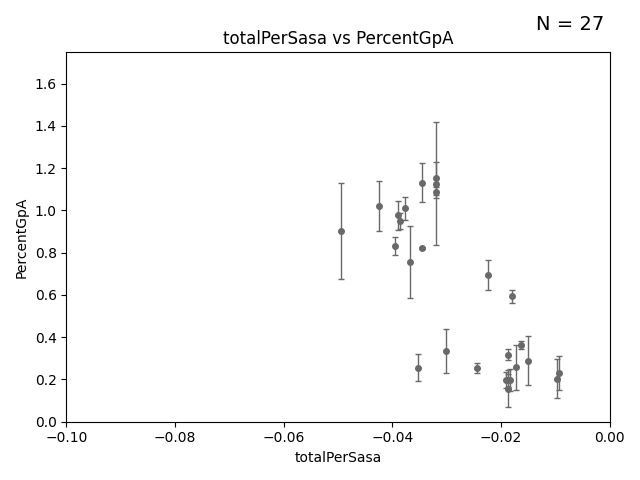 N = 27
totalPerSasa vs PercentGpA
PercentGpA
1.6
1.4
1.2
1.0
0.8
0.6
0.4
0.2
0.0
−0.10 −0.08 −0.06 −0.04 −0.02 0.00
totalPerSasa